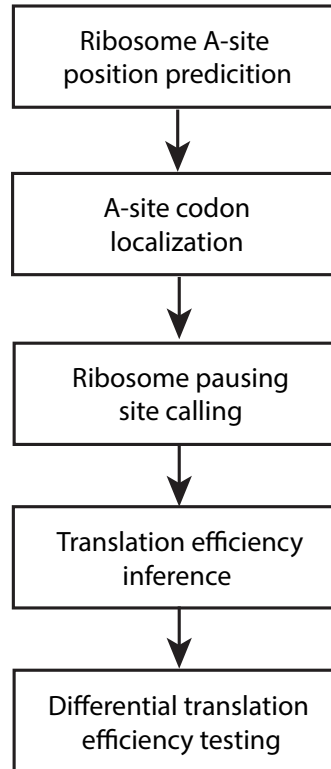 Ribosome A-site
position predicition
A-site codon
localization
Ribosome pausing
site calling
Translation efficiency
inference
Differential translation
efficiency testing